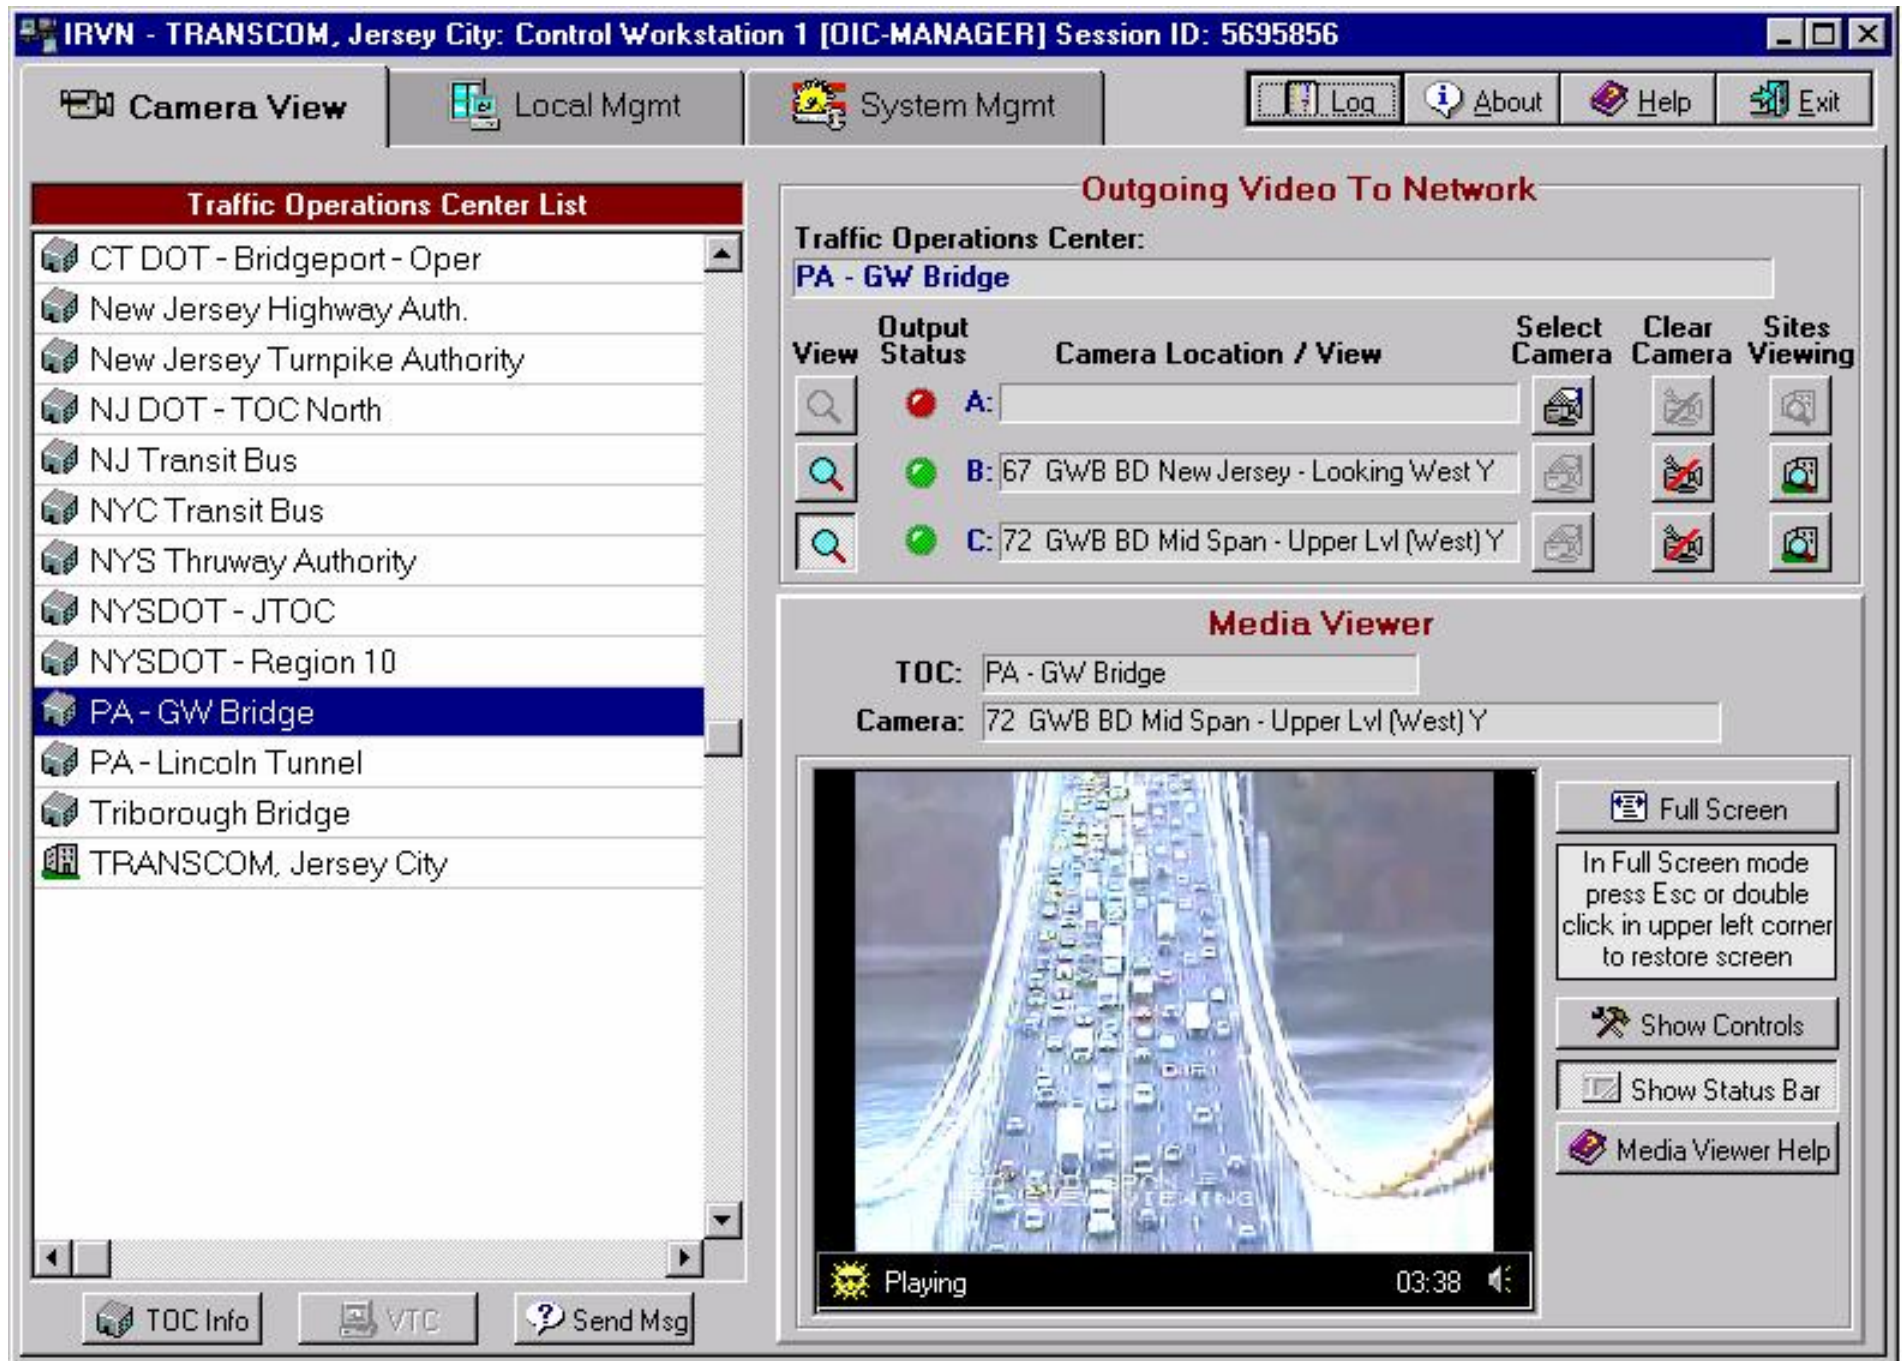 IRVN - TRANSCOM, Jersey City: Control Workstation 1 [OIC-MANAGER] Session ID: 5695856
Camera View
Local Mgmt
System Mgmt
Log
About
Help
Exit
Traffic Operations Center List
CT DOT - Bridgeport - Oper
New Jersey Highway Auth.
New Jersey Turnpike Authority
NJ DOT - TOC North
NJ Transit Bus
NYC Transit Bus
NYS Thruway Authority
NYSDOT - JTOC
NYSDOT - Region 10
PA - GW Bridge
PA - Lincoln Tunnel
Triborough Bridge
TRANSCOM, Jersey City
TOC Info
VTC
Send Msg
Outgoing Video To Network
Traffic Operations Center:
PA - GW Bridge
View
Output Status
Camera Location / View
Select Camera
Clear Camera
Sites Viewing
A:
B: 67 GWB BD New Jersey - Looking West Y
C: 72 GWB BD Mid Span - Upper Lvl (West) Y
Media Viewer
TOC: PA - GW Bridge
Camera: 72 GWB BD Mid Span - Upper Lvl (West) Y
VIEWING
Playing
03:38
Full Screen
In Full Screen mode
press Esc or double
click in upper left corner
to restore screen
Show Controls
Show Status Bar
Media Viewer Help